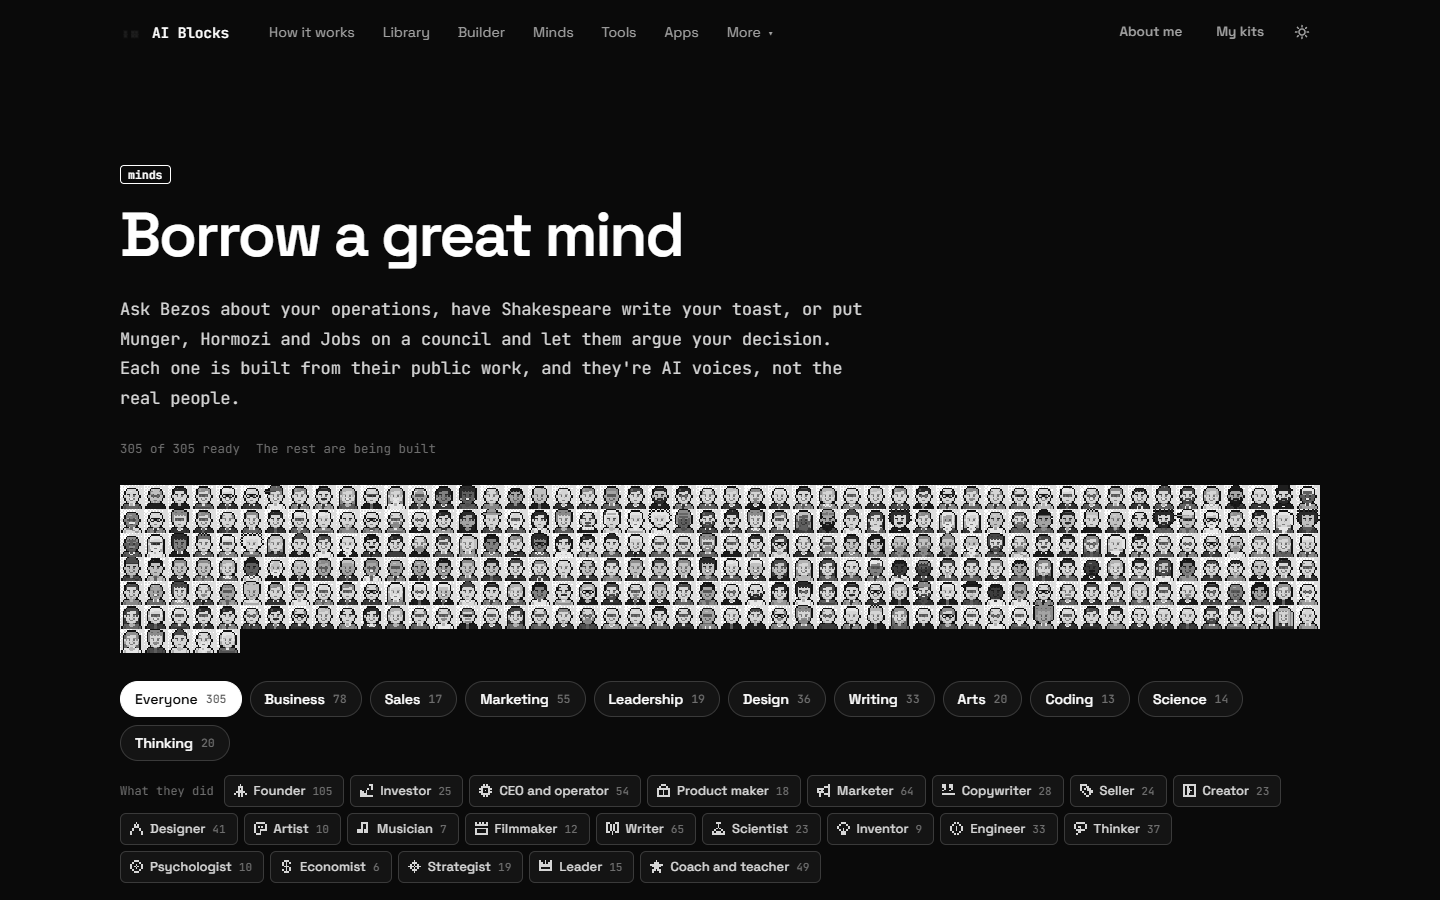 AI Blocks How it works Library Builder Minds Tools Apps More ▾ About me My kits
minds
Borrow a great mind
Ask Bezos about your operations, have Shakespeare write your toast, or put
Munger, Hormozi and Jobs on a council and let them argue your decision.
Each one is built from their public work, and they're AI voices, not the
real people.
305 of 305 ready The rest are being built
Everyone 305 Business 78 Sales 17 Marketing 55 Leadership 19 Design 36 Writing 33 Arts 20 Coding 13 Science 14
Thinking 20
What they did Founder 105 Investor 25 CEO and operator 54 Product maker 18 Marketer 64 Copywriter 28 Seller 24 Creator 23
Designer 41 Artist 10 Musician 7 Filmmaker 12 Writer 65 Scientist 23 Inventor 9 Engineer 33 Thinker 37
Psychologist 10 Economist 6 Strategist 19 Leader 15 Coach and teacher 49